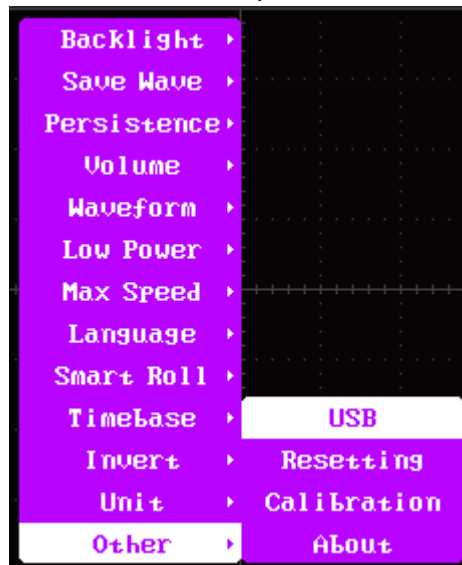 Backlight
Save Wave
Persistence
Volume
Waveform
Low Power
Max Speed
Language
Smart Roll
Timebase
Invert
Unit
Other
USB
Resetting
Calibration
About